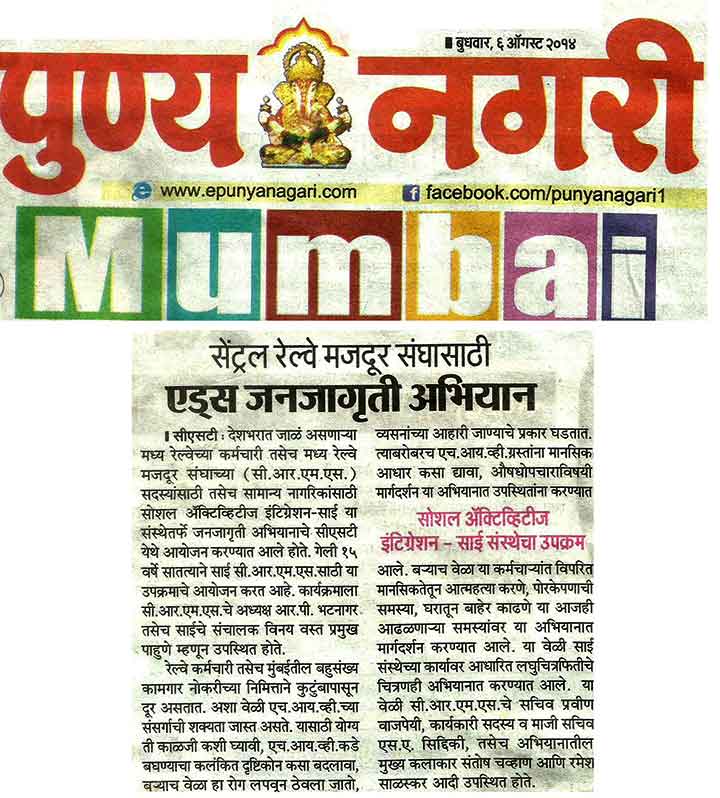 बुधवार, ६ ऑगस्ट २०१४
पुण्य नगरी
www.epunyanagari.com
facebook.com/punyanagari1
Mumbai
सेंट्रल रेल्वे मजदूर संघासाठी
एड्स जनजागृती अभियान
सीएसटी : देशभरात जाळं असणाऱ्या
मध्य रेल्वेच्या कर्मचारी तसेच मध्य रेल्वे
मजदूर संघाच्या (सी.आर.एम.एस.)
सदस्यांसाठी तसेच सामान्य नागरिकांसाठी
सोशल ॲक्टिव्हिटीज इंटिग्रेशन-साई या
संस्थेतर्फे जनजागृती अभियानाचे सीएसटी
येथे आयोजन करण्यात आले होते. गेली १५
वर्षे सातत्याने साई सी.आर.एम.एस.साठी या
उपक्रमाचे आयोजन करत आहे. कार्यक्रमाला
सी.आर.एम.एस.चे अध्यक्ष आर.पी. भटनागर
तसेच साईचे संचालक विनय वस्त प्रमुख
पाहुणे म्हणून उपस्थित होते.
रेल्वे कर्मचारी तसेच मुंबईतील बहुसंख्य
कामगार नोकरीच्या निमित्ताने कुटुंबापासून
दूर असतात. अशा वेळी एच.आय.व्ही.च्या
संसर्गाची शक्यता जास्त असते. यासाठी योग्य
ती काळजी कशी घ्यावी, एच.आय.व्ही.कडे
बघण्याचा कलंकित दृष्टिकोन कसा बदलावा,
बऱ्याच वेळा हा रोग लपवून ठेवला जातो,
व्यसनांच्या आहारी जाण्याचे प्रकार घडतात.
त्याबरोबरच एच.आय.व्ही.ग्रस्तांना मानसिक
आधार कसा द्यावा, औषधोपचाराविषयी
मार्गदर्शन या अभियानात उपस्थितांना करण्यात
सोशल ॲक्टिव्हिटीज
इंटिग्रेशन – साई संस्थेचा उपक्रम
आले. बऱ्याच वेळा या कर्मचाऱ्यांत विपरित
मानसिकतेतून आत्महत्या करणे, पोरकेपणाची
समस्या, घरातून बाहेर काढणे या आजही
आढळणाऱ्या समस्यांवर या अभियानात
मार्गदर्शन करण्यात आले. या वेळी साई
संस्थेच्या कार्यावर आधारित लघुचित्रफितीचे
चित्रणही अभियानात करण्यात आले. या
वेळी सी.आर.एम.एस.चे सचिव प्रवीण
वाजपेयी, कार्यकारी सदस्य व माजी सचिव
एस.ए. सिद्दिकी, तसेच अभियानातील
मुख्य कलाकार संतोष चव्हाण आणि रमेश
साळस्कर आदी उपस्थित होते.